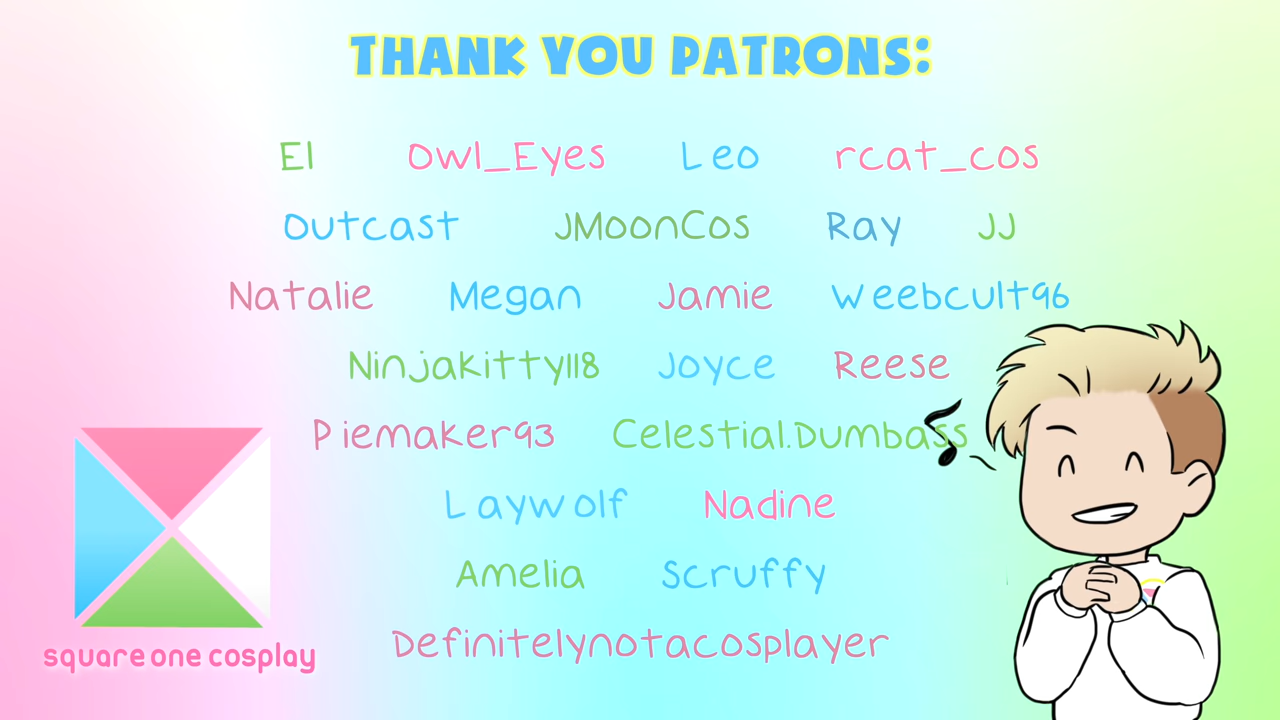 THANK YOU PATRONS:
El Owl_Eyes Leo rcat_cos
Outcast JMoonCos Ray JJ
Natalie Megan Jamie Weebcult96
Ninjakitty118 Joyce Reese
Piemaker93 Celestial.Dumbass
Laywolf Nadine
Amelia Scruffy
Definitelynotacosplayer
square one cosplay